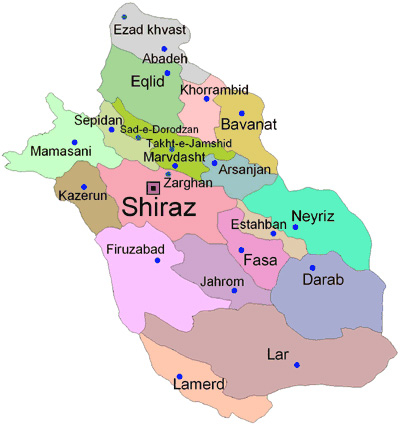 Ezad khvast
Abadeh
Eqlid
Khorrambid
Bavanat
Sepidan
Sad-e-Dorodzan
Takht-e-Jamshid
Mamasani
Marvdasht
Arsanjan
Zarghan
Kazerun
Shiraz
Neyriz
Estahban
Firuzabad
Fasa
Jahrom
Darab
Lar
Lamerd